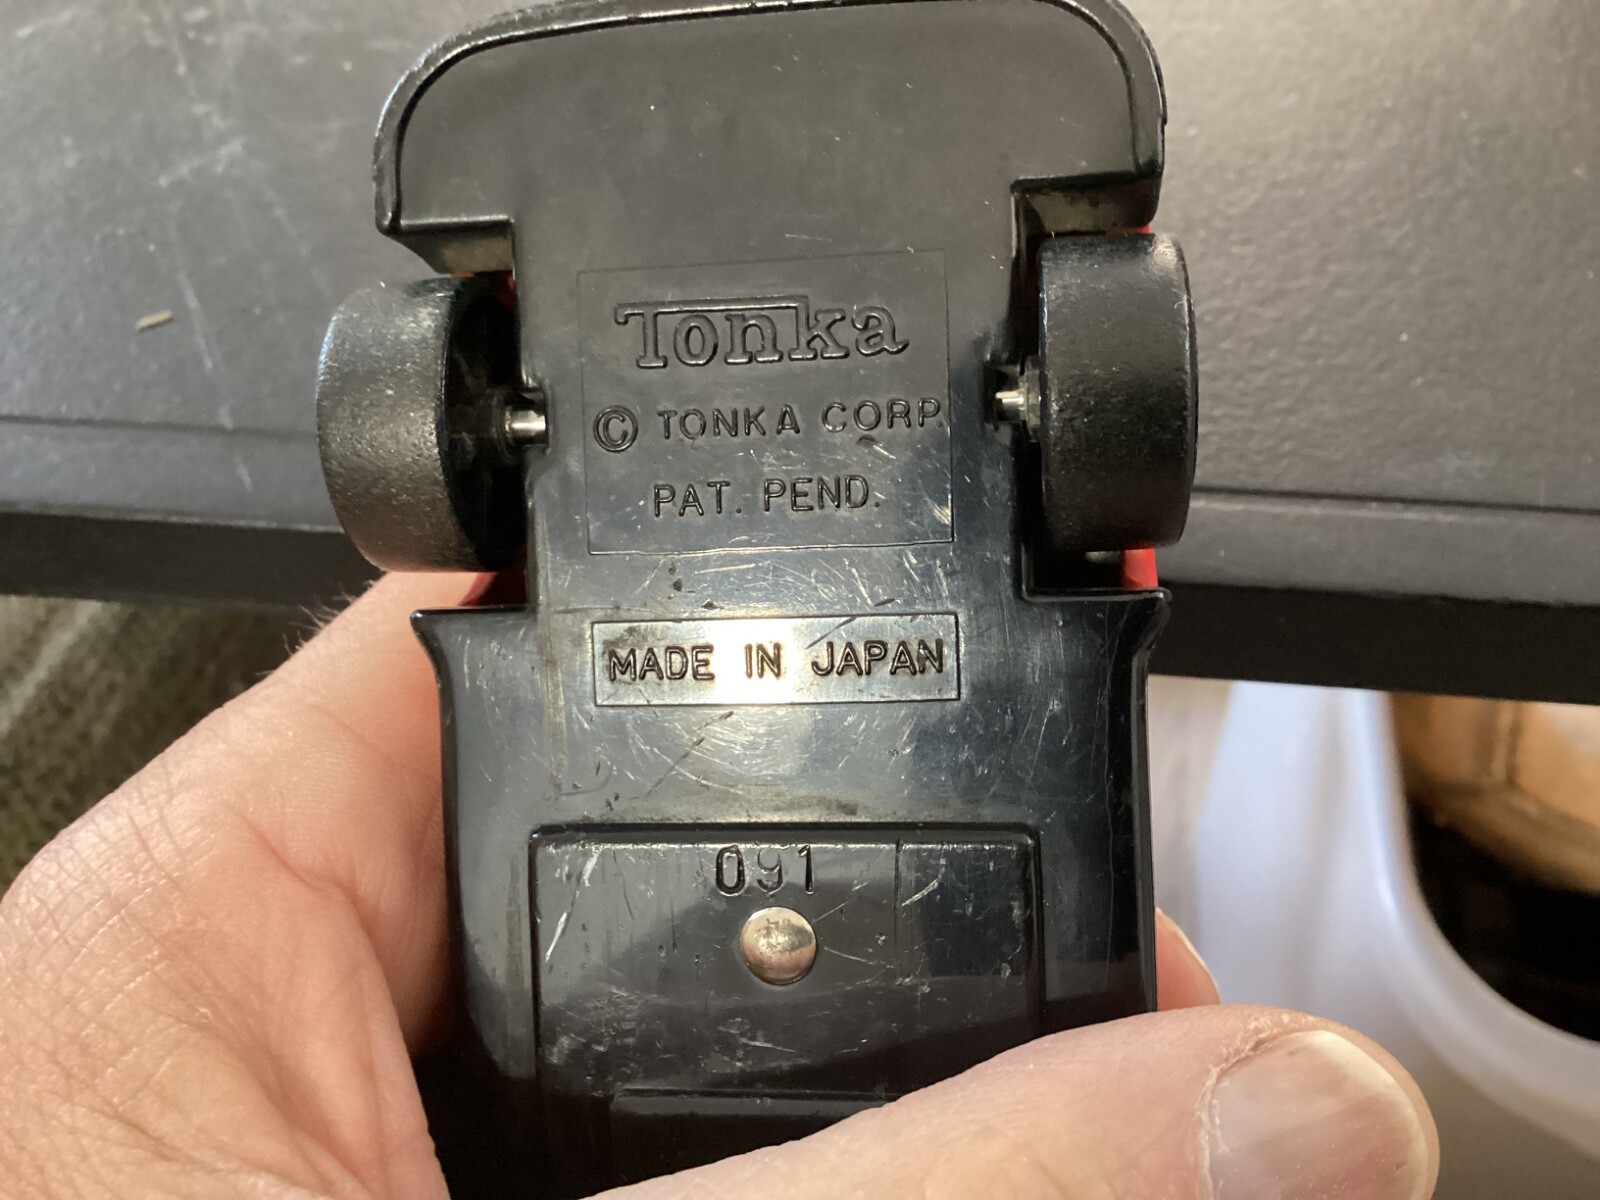 Tonka
© TONKA CORP.
PAT. PEND.
MADE IN JAPAN
091